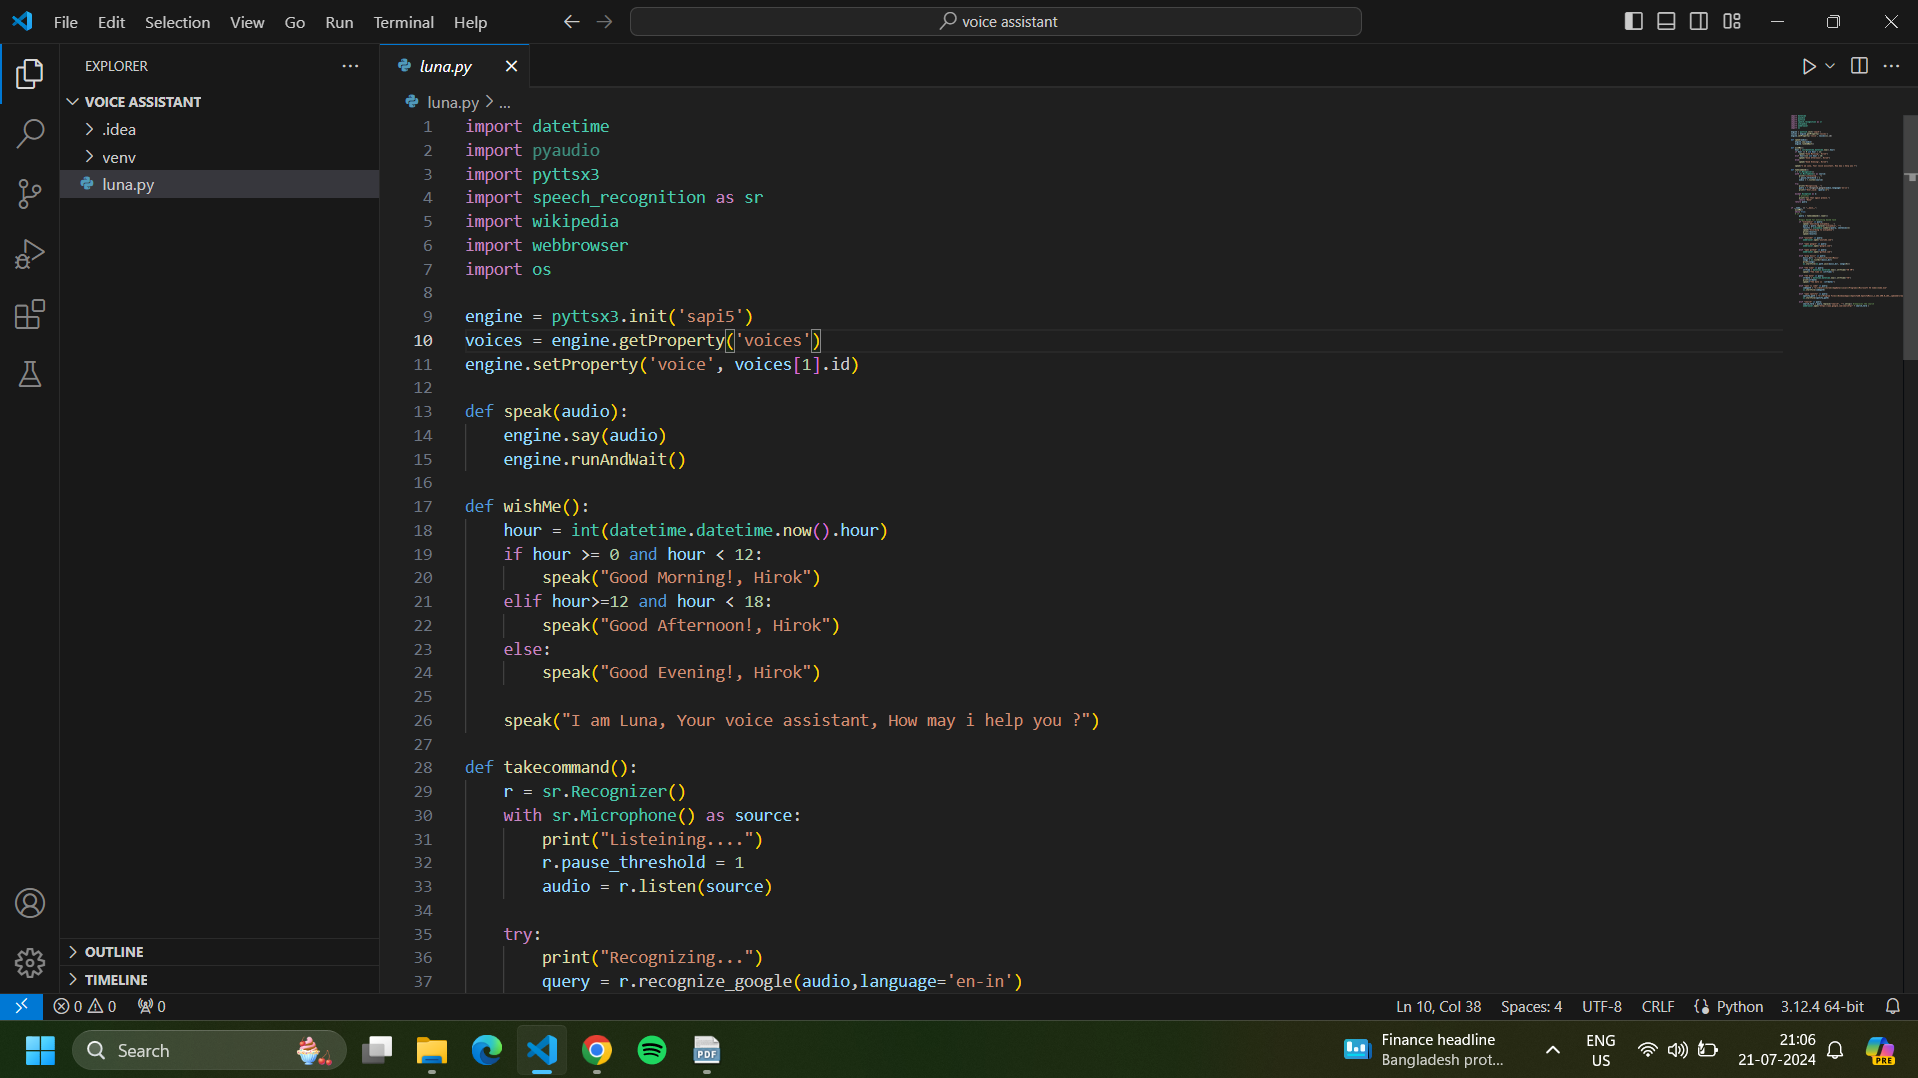 File Edit Selection View Go Run Terminal Help
voice assistant
EXPLORER
VOICE ASSISTANT
.idea
venv
luna.py
OUTLINE
TIMELINE
luna.py
luna.py > ...
1 import datetime
2 import pyaudio
3 import pyttsx3
4 import speech_recognition as sr
5 import wikipedia
6 import webbrowser
7 import os
8
9 engine = pyttsx3.init('sapi5')
10 voices = engine.getProperty('voices')
11 engine.setProperty('voice', voices[1].id)
12
13 def speak(audio):
14 engine.say(audio)
15 engine.runAndWait()
16
17 def wishMe():
18 hour = int(datetime.datetime.now().hour)
19 if hour >= 0 and hour < 12:
20 speak("Good Morning!, Hirok")
21 elif hour>=12 and hour < 18:
22 speak("Good Afternoon!, Hirok")
23 else:
24 speak("Good Evening!, Hirok")
25
26 speak("I am Luna, Your voice assistant, How may i help you ?")
27
28 def takecommand():
29 r = sr.Recognizer()
30 with sr.Microphone() as source:
31 print("Listeining....")
32 r.pause_threshold = 1
33 audio = r.listen(source)
34
35 try:
36 print("Recognizing...")
37 query = r.recognize_google(audio,language='en-in')
0 0 0
Ln 10, Col 38 Spaces: 4 UTF-8 CRLF Python 3.12.4 64-bit
Search
PDF
Finance headline
Bangladesh prot...
ENG
US
21:06
21-07-2024
PRE